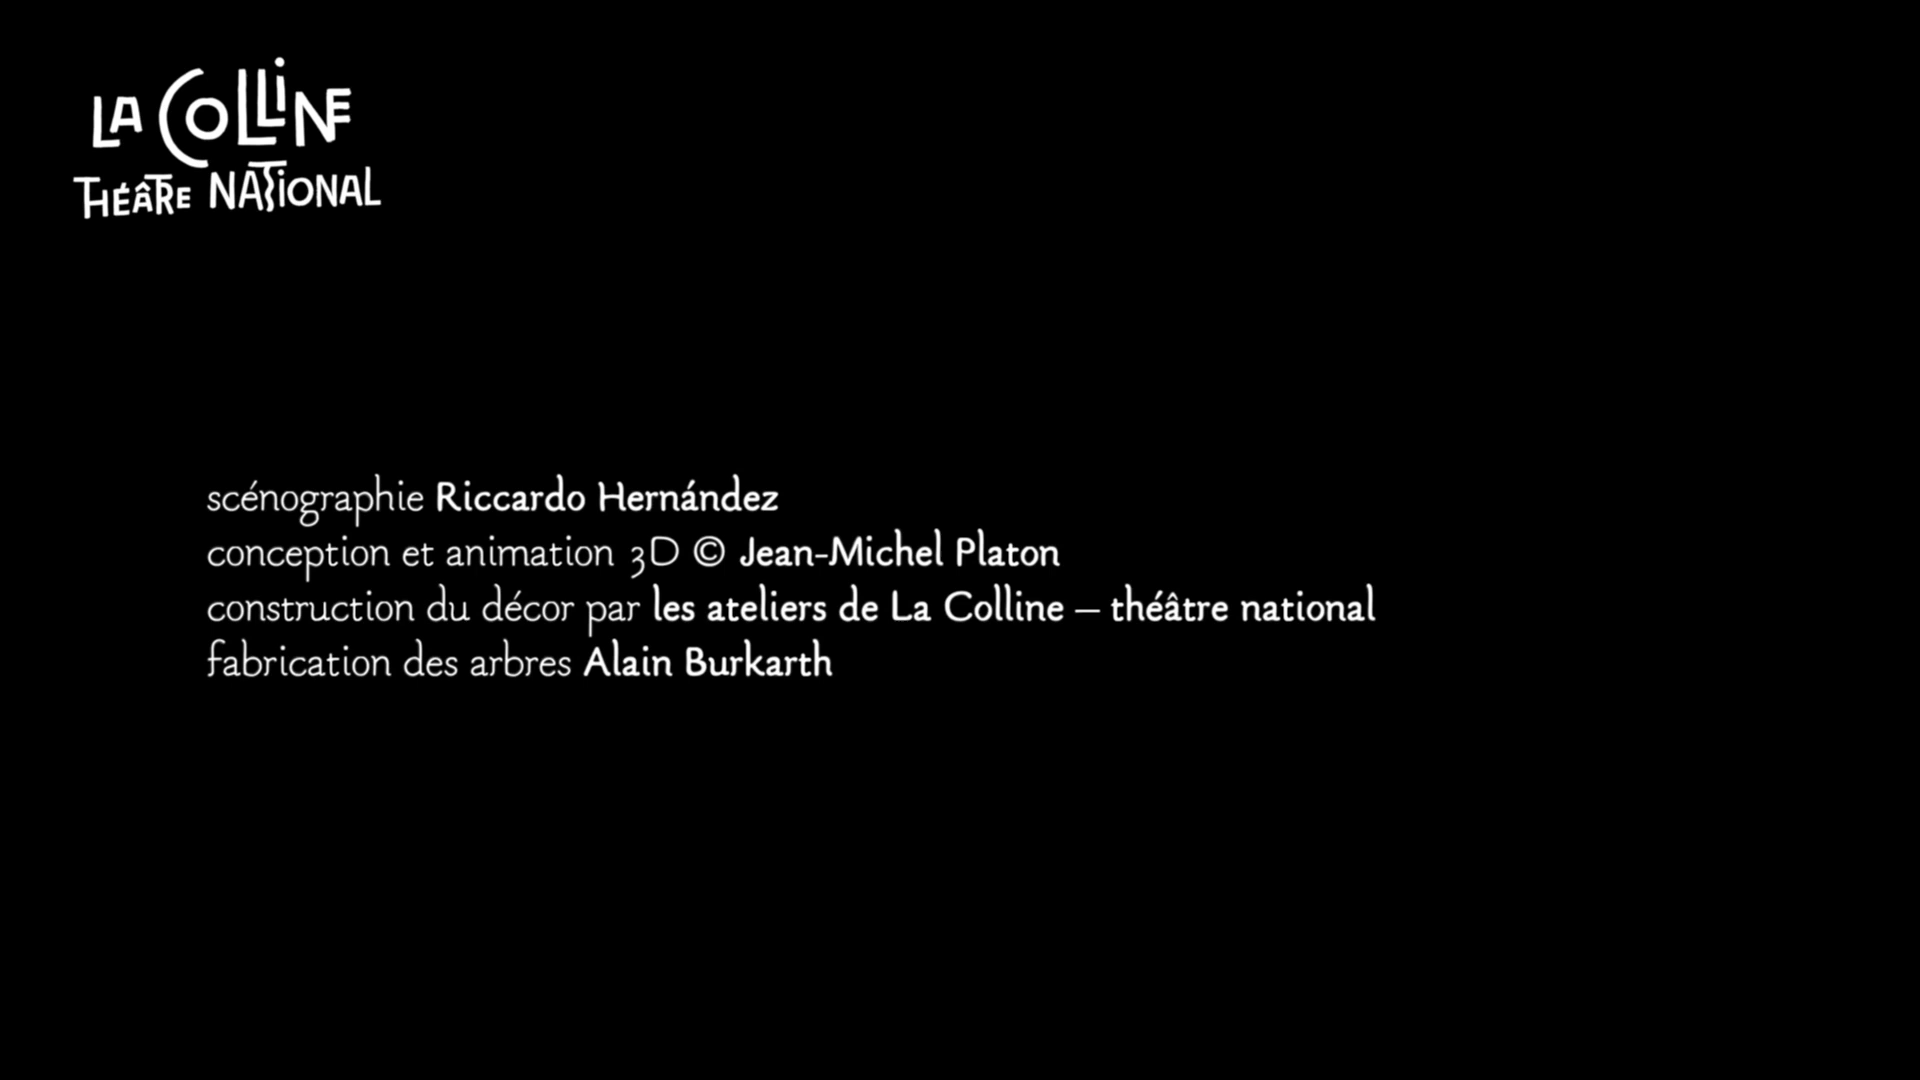 LA COLLiNE
THÉÂTRE NATiONAL
scénographie Riccardo Hernández
conception et animation 3D © Jean-Michel Platon
construction du décor par les ateliers de La Colline – théâtre national
fabrication des arbres Alain Burkarth